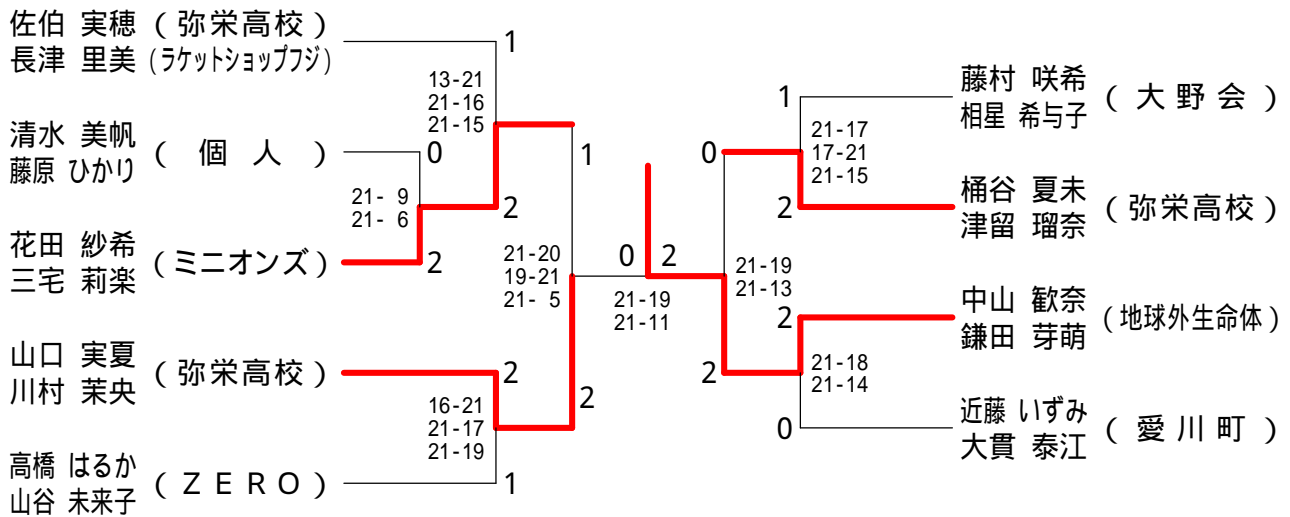 佐伯 実穂 (弥栄高校)
長津 里美 (ラケットショップフジ)
1
13-21
21-16
21-15
清水 美帆
藤原 ひかり
( 個 人 )
0
21- 9
21- 6
2
花田 紗希
三宅 莉楽
(ミニオンズ)
2
1
21-20
19-21
21- 5
山口 実夏
川村 茉央
(弥栄高校)
2
16-21
21-17
21-19
2
高橋 はるか
山谷 未来子
(ZERO)
1
0
2
21-19
21-11
藤村 咲希
相星 希与子
(大野会)
1
21-17
17-21
21-15
0
桶谷 夏未
津留 瑠奈
(弥栄高校)
2
21-19
21-13
中山 歓奈
鎌田 芽萌
(地球外生命体)
2
21-18
21-14
2
近藤 いずみ
大貫 泰江
(愛川町)
0